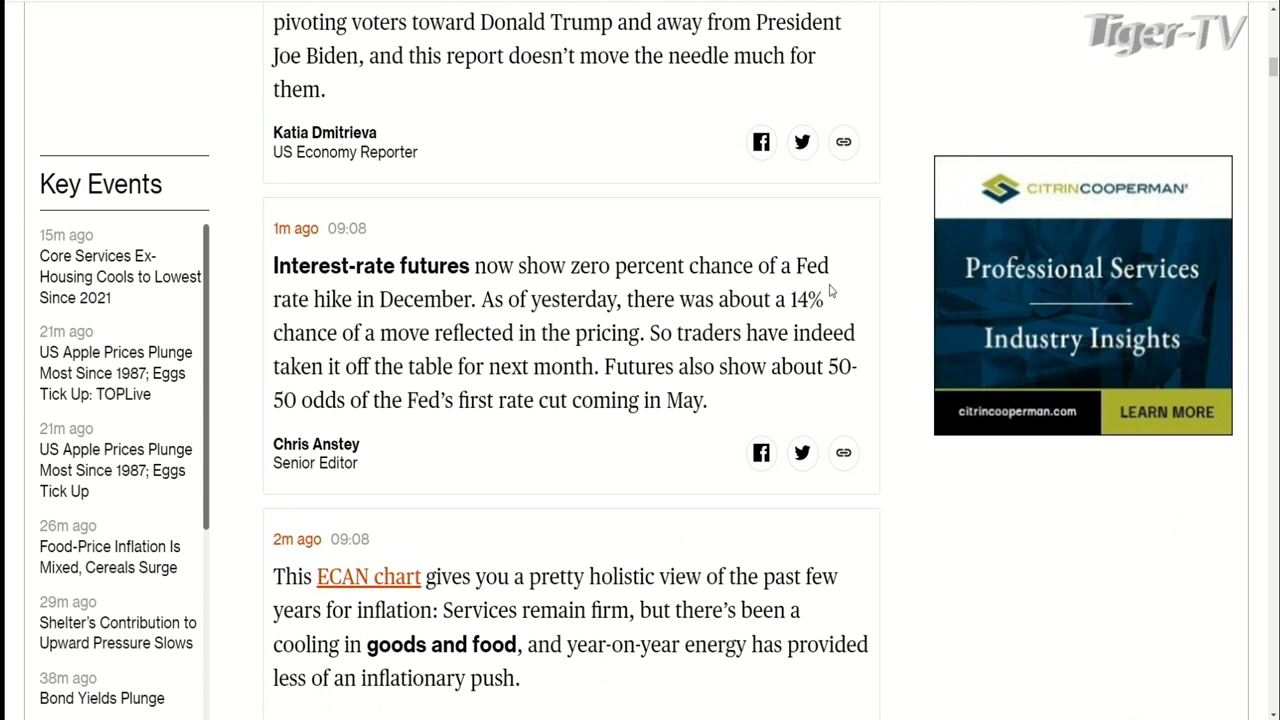 Tiger-TV
pivoting voters toward Donald Trump and away from President
Joe Biden, and this report doesn’t move the needle much for
them.
Katia Dmitrieva
US Economy Reporter
Key Events
15m ago
Core Services Ex-
Housing Cools to Lowest
Since 2021
21m ago
US Apple Prices Plunge
Most Since 1987; Eggs
Tick Up: TOPLive
21m ago
US Apple Prices Plunge
Most Since 1987; Eggs
Tick Up
26m ago
Food-Price Inflation Is
Mixed, Cereals Surge
29m ago
Shelter’s Contribution to
Upward Pressure Slows
38m ago
Bond Yields Plunge
1m ago 09:08
Interest-rate futures now show zero percent chance of a Fed
rate hike in December. As of yesterday, there was about a 14%
chance of a move reflected in the pricing. So traders have indeed
taken it off the table for next month. Futures also show about 50-
50 odds of the Fed’s first rate cut coming in May.
Chris Anstey
Senior Editor
2m ago 09:08
This ECAN chart gives you a pretty holistic view of the past few
years for inflation: Services remain firm, but there’s been a
cooling in goods and food, and year-on-year energy has provided
less of an inflationary push.
CITRINCOOPERMAN®
Professional Services
Industry Insights
citrincooperman.com
LEARN MORE